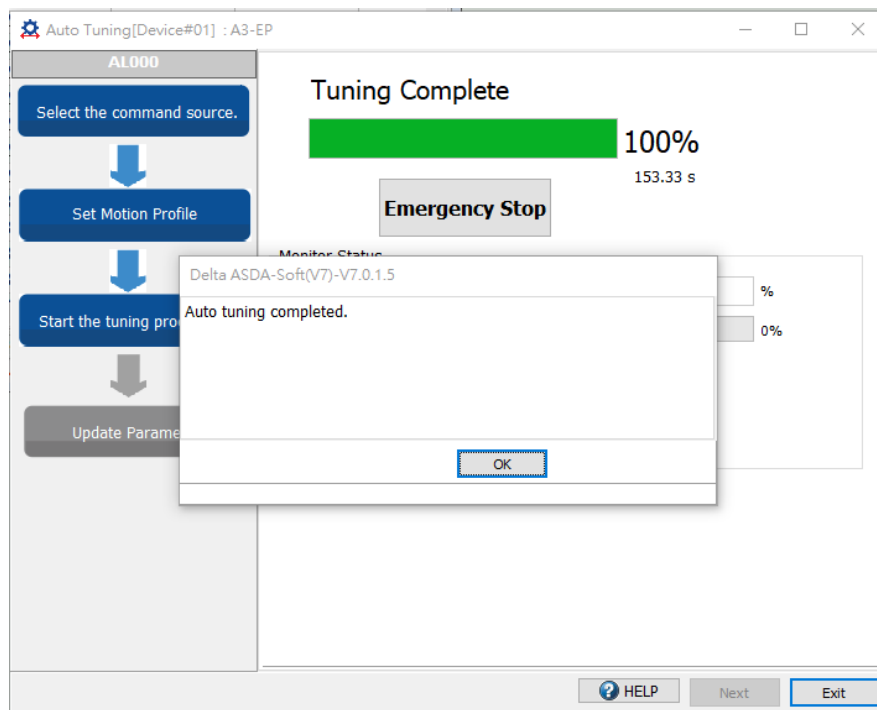 Auto Tuning[Device#01] : A3-EP
AL000
Select the command source.
Set Motion Profile
Start the tuning
Update
Tuning Complete
100%
153.33 s
Emergency Stop
Monitor Status
%
0%
Delta ASDA-Soft(V7)-V7.0.1.5
Auto tuning completed.
OK
HELP
Next
Exit